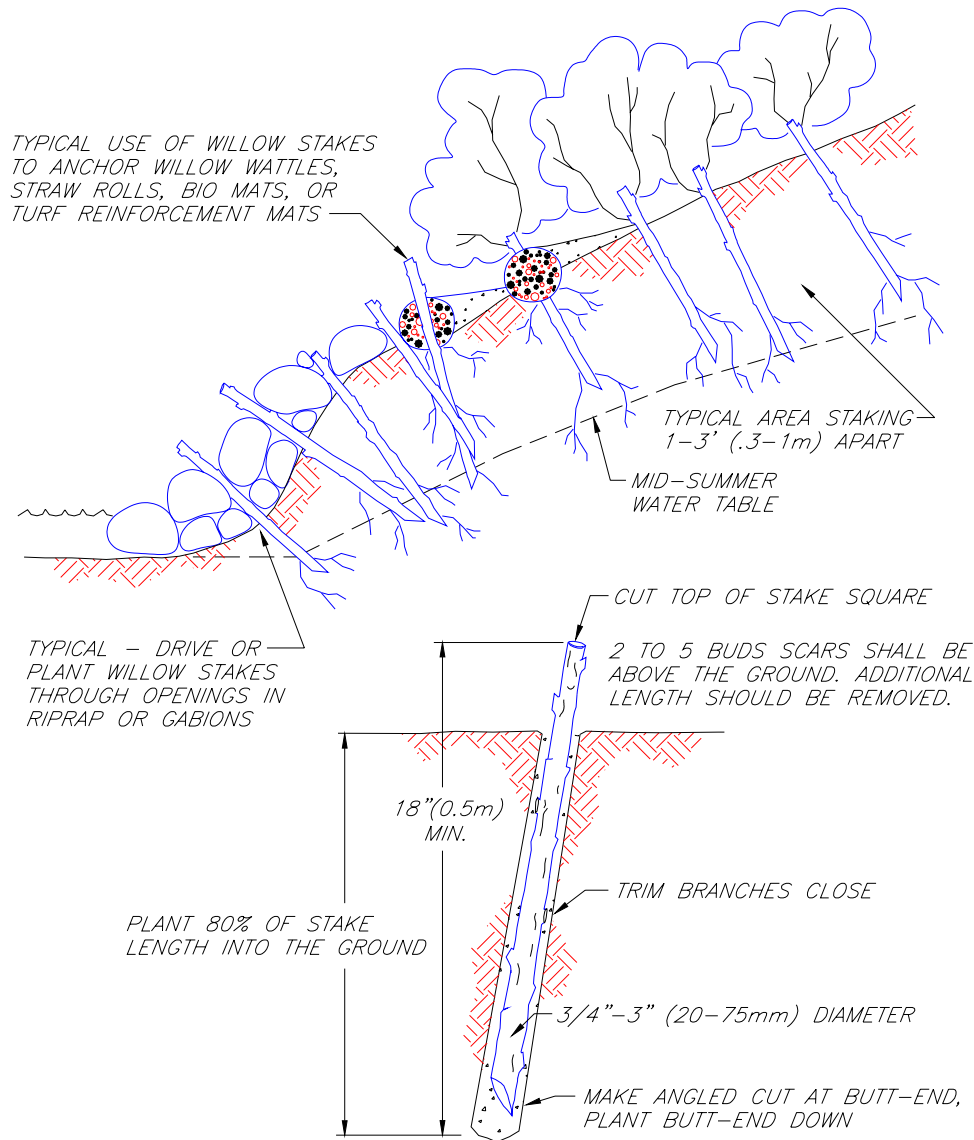 TYPICAL USE OF WILLOW STAKES
TO ANCHOR WILLOW WATTLES,
STRAW ROLLS, BIO MATS, OR
TURF REINFORCEMENT MATS
TYPICAL AREA STAKING
1-3' (.3-1m) APART
MID-SUMMER
WATER TABLE
TYPICAL - DRIVE OR
PLANT WILLOW STAKES
THROUGH OPENINGS IN
RIPRAP OR GABIONS
CUT TOP OF STAKE SQUARE
2 TO 5 BUDS SCARS SHALL BE
ABOVE THE GROUND. ADDITIONAL
LENGTH SHOULD BE REMOVED.
18"(0.5m)
MIN.
TRIM BRANCHES CLOSE
PLANT 80% OF STAKE
LENGTH INTO THE GROUND
3/4"-3" (20-75mm) DIAMETER
MAKE ANGLED CUT AT BUTT-END,
PLANT BUTT-END DOWN